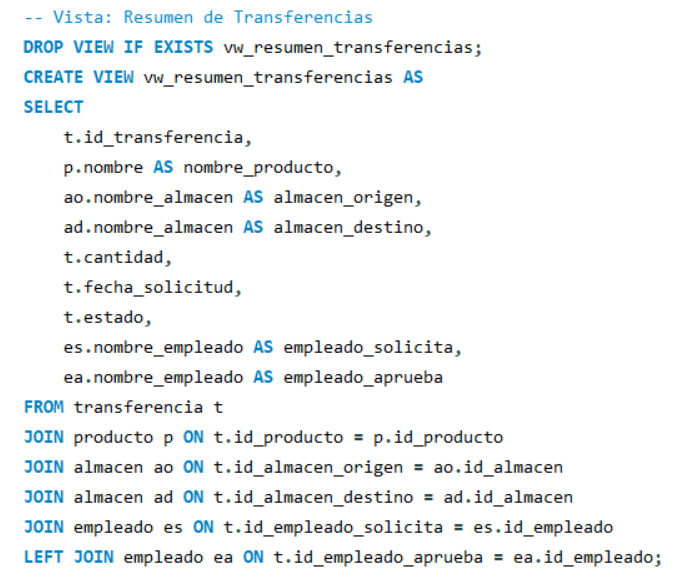 -- Vista: Resumen de Transferencias
DROP VIEW IF EXISTS vw_resumen_transferencias;
CREATE VIEW vw_resumen_transferencias AS
SELECT
    t.id_transferencia,
    p.nombre AS nombre_producto,
    ao.nombre_almacen AS almacen_origen,
    ad.nombre_almacen AS almacen_destino,
    t.cantidad,
    t.fecha_solicitud,
    t.estado,
    es.nombre_empleado AS empleado_solicita,
    ea.nombre_empleado AS empleado_aprueba
FROM transferencia t
JOIN producto p ON t.id_producto = p.id_producto
JOIN almacen ao ON t.id_almacen_origen = ao.id_almacen
JOIN almacen ad ON t.id_almacen_destino = ad.id_almacen
JOIN empleado es ON t.id_empleado_solicita = es.id_empleado
LEFT JOIN empleado ea ON t.id_empleado_aprueba = ea.id_empleado;